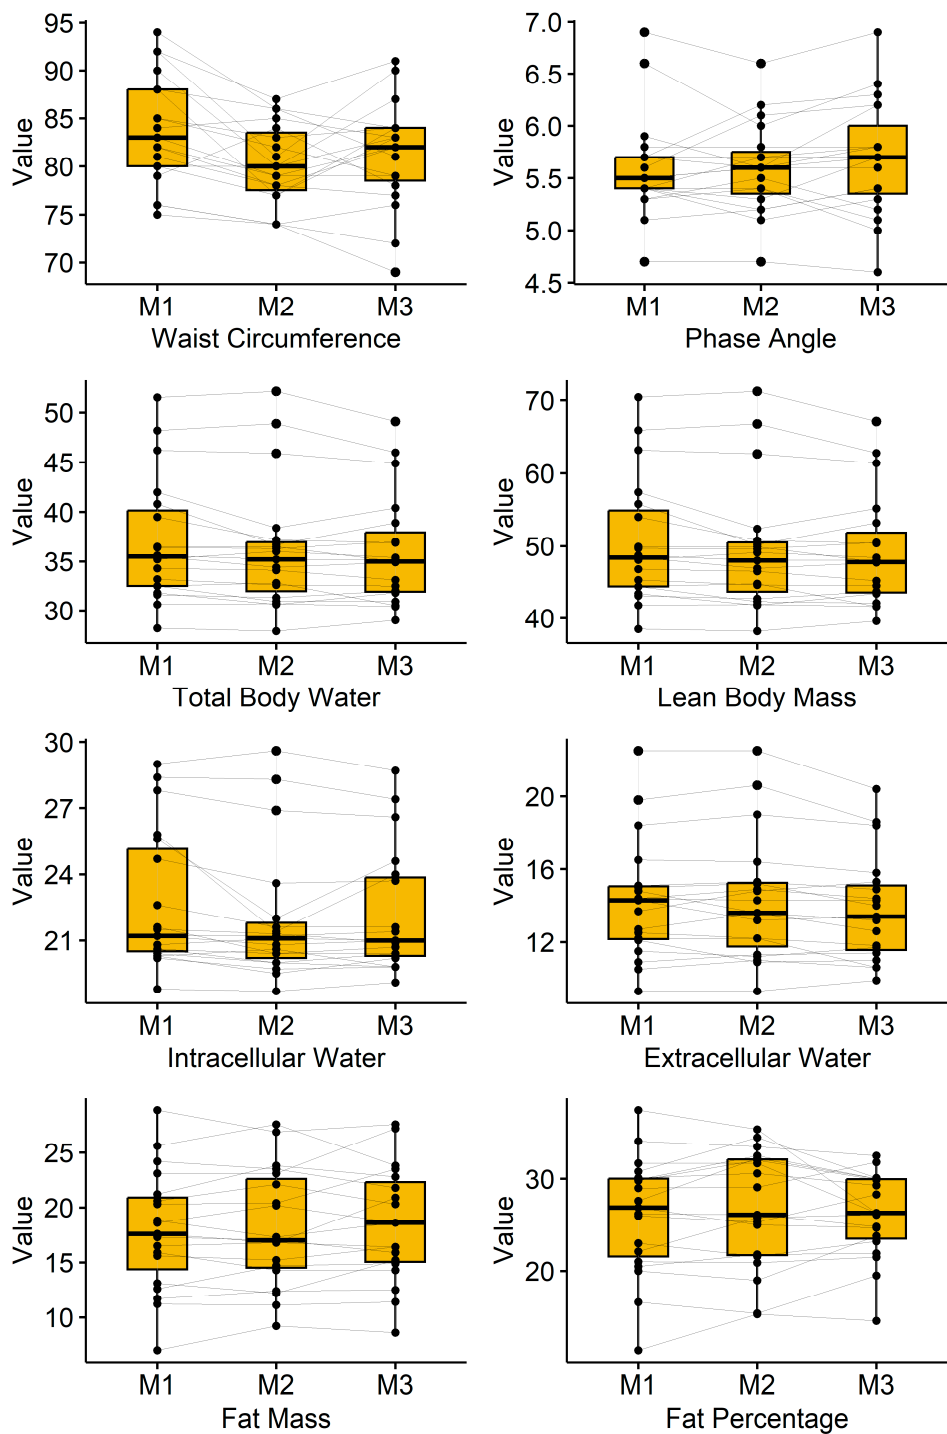 95
90
85
80
75
70
Value
M1 M2 M3
Waist Circumference
7.0
6.5
6.0
5.5
5.0
4.5
Value
M1 M2 M3
Phase Angle
50
45
40
35
30
Value
M1 M2 M3
Total Body Water
70
60
50
40
Value
M1 M2 M3
Lean Body Mass
30
27
24
21
Value
M1 M2 M3
Intracellular Water
20
16
12
Value
M1 M2 M3
Extracellular Water
25
20
15
10
Value
M1 M2 M3
Fat Mass
30
20
Value
M1 M2 M3
Fat Percentage